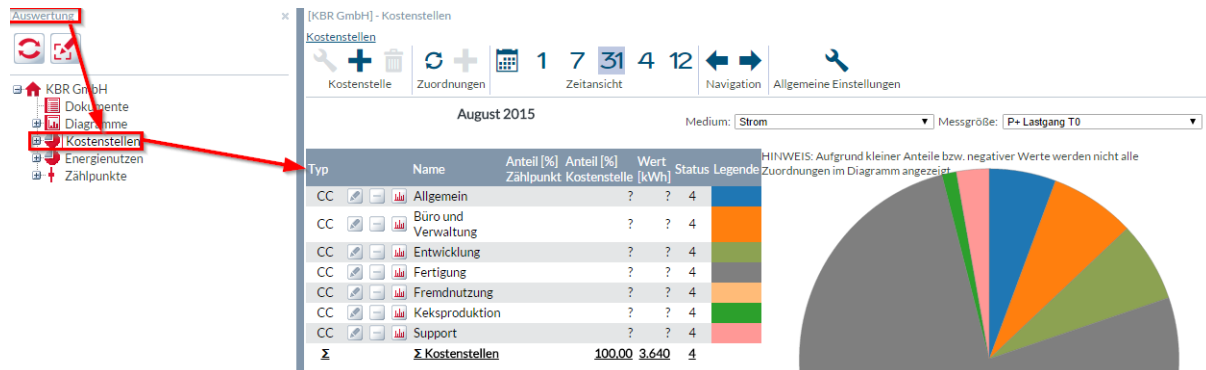 Auswertung
KBR GmbH
Dokumente
Diagramme
Kostenstellen
Energienutzen
Zählpunkte
[KBR GmbH] - Kostenstellen
Kostenstellen
1 7 31 4 12
Kostenstelle Zuordnungen Zeitansicht Navigation Allgemeine Einstellungen
August 2015
Medium: Strom Messgröße: P+ Lastgang T0
HINWEIS: Aufgrund kleiner Anteile bzw. negativer Werte werden nicht alle
Zuordnungen im Diagramm angezeigt
Typ Name Anteil [%] Zählpunkt Anteil [%] Kostenstelle Wert [kWh] Status Legende
CC Allgemein ? ? 4
CC Büro und Verwaltung ? ? 4
CC Entwicklung ? ? 4
CC Fertigung ? ? 4
CC Fremdnutzung ? ? 4
CC Keksproduktion ? ? 4
CC Support ? ? 4
Σ Σ Kostenstellen 100,00 3.640 4